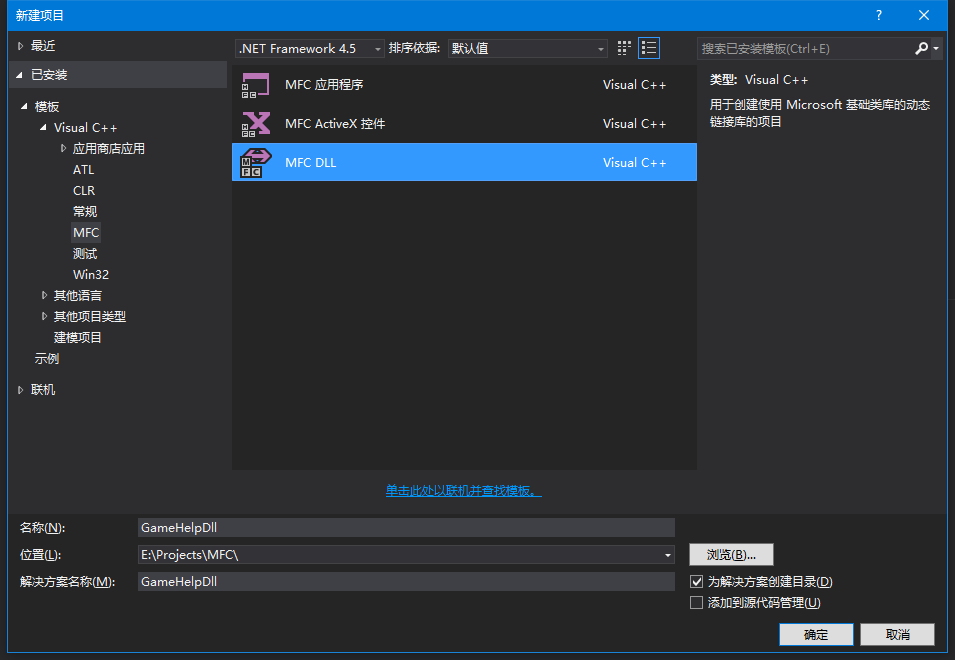 新建项目
?
最近
已安装
模板
Visual C++
应用商店应用
ATL
CLR
常规
MFC
测试
Win32
其他语言
其他项目类型
建模项目
示例
联机
.NET Framework 4.5
排序依据:
默认值
MFC 应用程序
Visual C++
MFC ActiveX 控件
Visual C++
MFC DLL
Visual C++
单击此处以联机并查找模板。
搜索已安装模板(Ctrl+E)
类型: Visual C++
用于创建使用 Microsoft 基础类库的动态
链接库的项目
名称(N):
GameHelpDll
位置(L):
E:\Projects\MFC\
浏览(B)...
解决方案名称(M):
GameHelpDll
为解决方案创建目录(D)
添加到源代码管理(U)
确定
取消